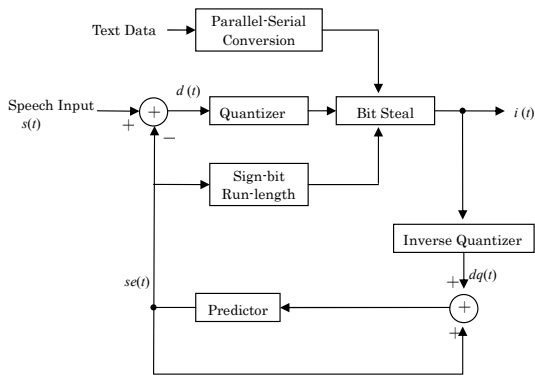 Parallel-Serial
Conversion
Text Data
Speech Input
s(t)
+
+
−
d (t)
Quantizer
Bit Steal
i (t)
Sign-bit
Run-length
Inverse Quantizer
se(t)
dq(t)
+
+
+
Predictor